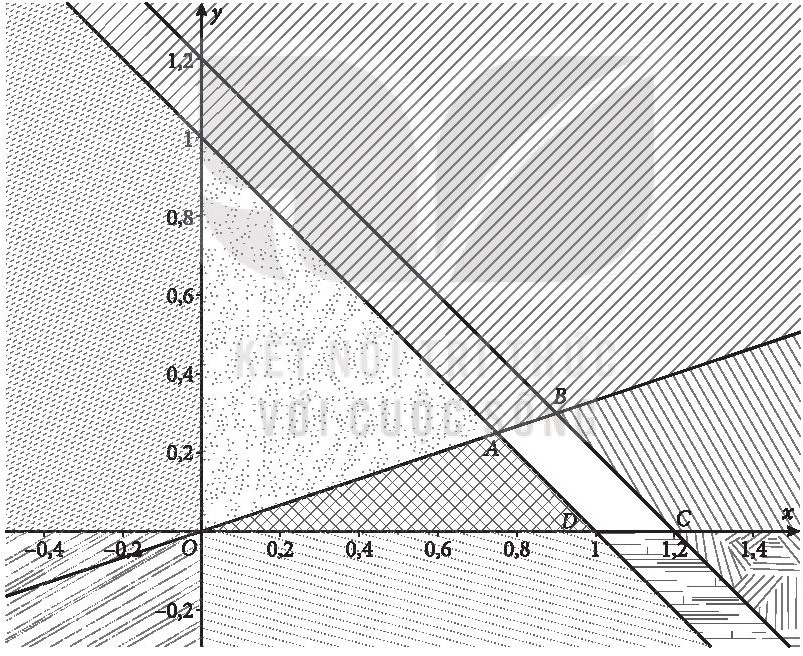 y
1,2
1
0,8
0,6
KẾT NỐI TRI THỨC
0,4
B
VỚI CUỘC SỐNG
0,2
A
D
C
x
-0,4
-0,2
O
0,2
0,4
0,6
0,8
1
1,2
1,4
-0,2